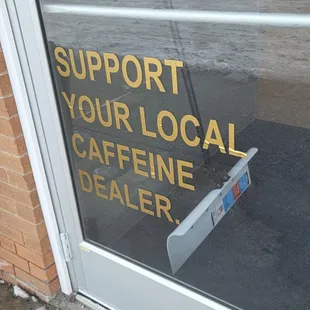 SUPPORT
YOUR LOCAL
CAFFEINE
DEALER.